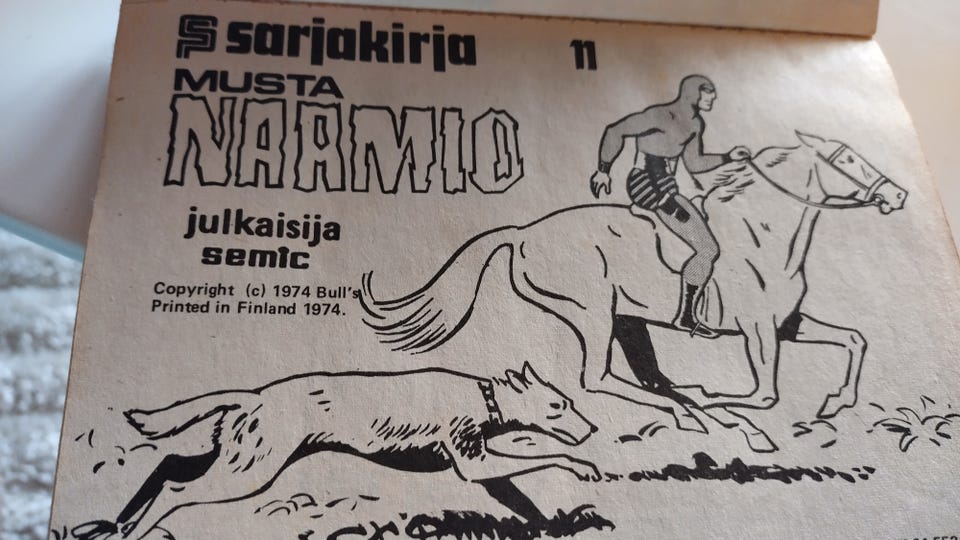 sarjakirja 11
MUSTA
NAAMIO
julkaisija
semic
Copyright (c) 1974 Bull's
Printed in Finland 1974.